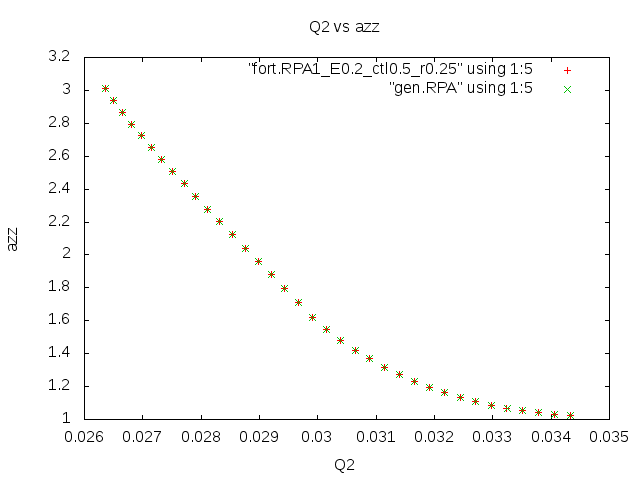 Q2 vs azz
"fort.RPA1_E0.2_ctl0.5_r0.25" using 1:5
"gen.RPA" using 1:5
3.2
3
2.8
2.6
2.4
2.2
2
1.8
1.6
1.4
1.2
1
azz
0.026 0.027 0.028 0.029 0.03 0.031 0.032 0.033 0.034 0.035
Q2